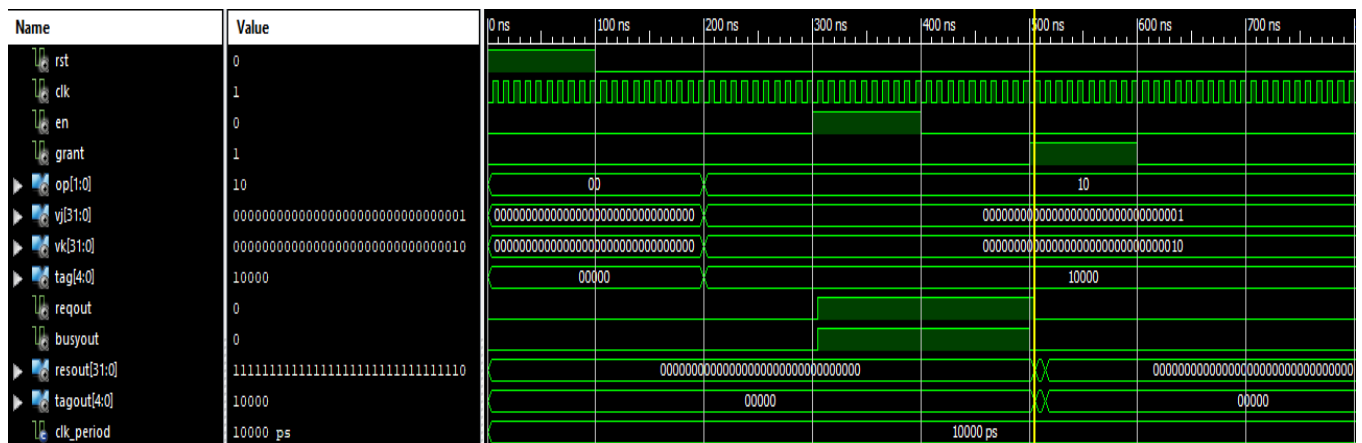 Name Value 0 ns 100 ns 200 ns 300 ns 400 ns 500 ns 600 ns 700 ns
rst 0
clk 1
en 0
grant 1
op[1:0] 10 00 10
vj[31:0] 00000000000000000000000000000001 00000000000000000000000000000000 00000000000000000000000000000001
vk[31:0] 00000000000000000000000000000010 00000000000000000000000000000000 00000000000000000000000000000010
tag[4:0] 10000 00000 10000
reqout 0
busyout 0
resout[31:0] 11111111111111111111111111111110 00000000000000000000000000000000 00000000000000000000000000000000
tagout[4:0] 10000 00000 00000
clk_period 10000 ps 10000 ps